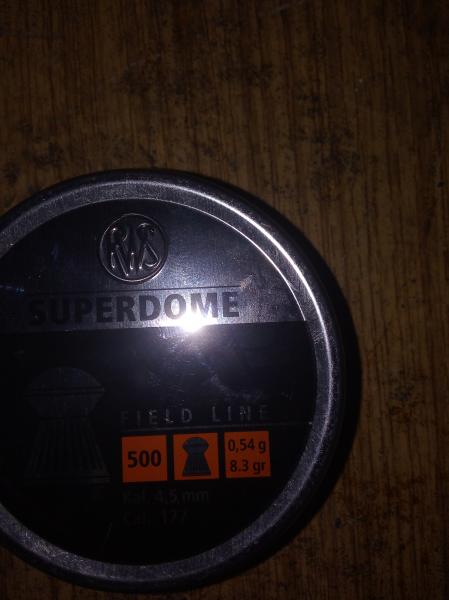 RWS
SUPERDOME
FIELD LINE
500
0,54 g
8.3 gr
Kal. 4,5 mm
Cal. .177